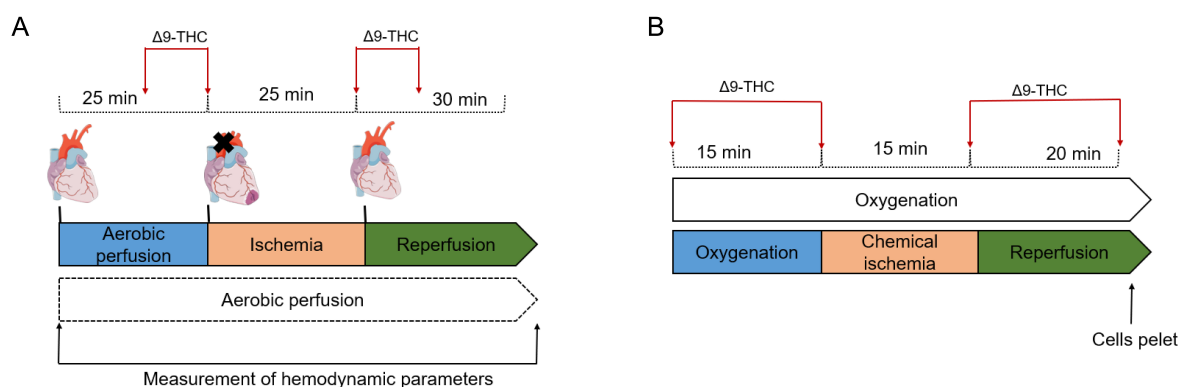 A
Δ9-THC
Δ9-THC
25 min
25 min
30 min
Aerobic
perfusion
Ischemia
Reperfusion
Aerobic perfusion
Measurement of hemodynamic parameters
B
Δ9-THC
Δ9-THC
15 min
15 min
20 min
Oxygenation
Oxygenation
Chemical
ischemia
Reperfusion
Cells pelet